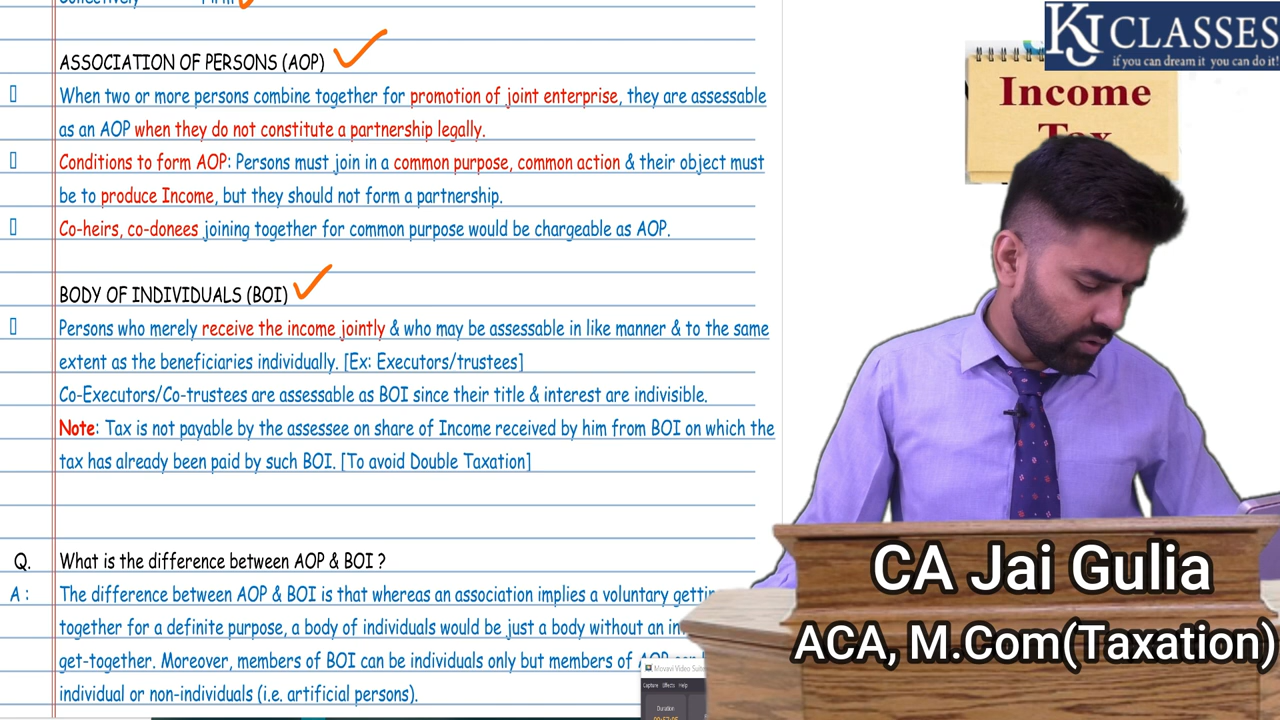 ASSOCIATION OF PERSONS (AOP)
When two or more persons combine together for promotion of joint enterprise, they are assessable
as an AOP when they do not constitute a partnership legally.
Conditions to form AOP: Persons must join in a common purpose, common action & their object must
be to produce Income, but they should not form a partnership.
Co-heirs, co-donees joining together for common purpose would be chargeable as AOP.
BODY OF INDIVIDUALS (BOI)
Persons who merely receive the income jointly & who may be assessable in like manner & to the same
extent as the beneficiaries individually. [Ex: Executors/trustees]
Co-Executors/Co-trustees are assessable as BOI since their title & interest are indivisible.
Note: Tax is not payable by the assessee on share of Income received by him from BOI on which the
tax has already been paid by such BOI. [To avoid Double Taxation]
Q. What is the difference between AOP & BOI ?
A : The difference between AOP & BOI is that whereas an association implies a voluntary
together for a definite purpose, a body of individuals would be just a body without an
get-together. Moreover, members of BOI can be individuals only but members of
individual or non-individuals (i.e. artificial persons).
KJ CLASSES
if you can dream it you can do it!
Income
Tax
CA Jai Gulia
ACA, M.Com(Taxation)
Movavi Video
Capture Effects Help
Duration